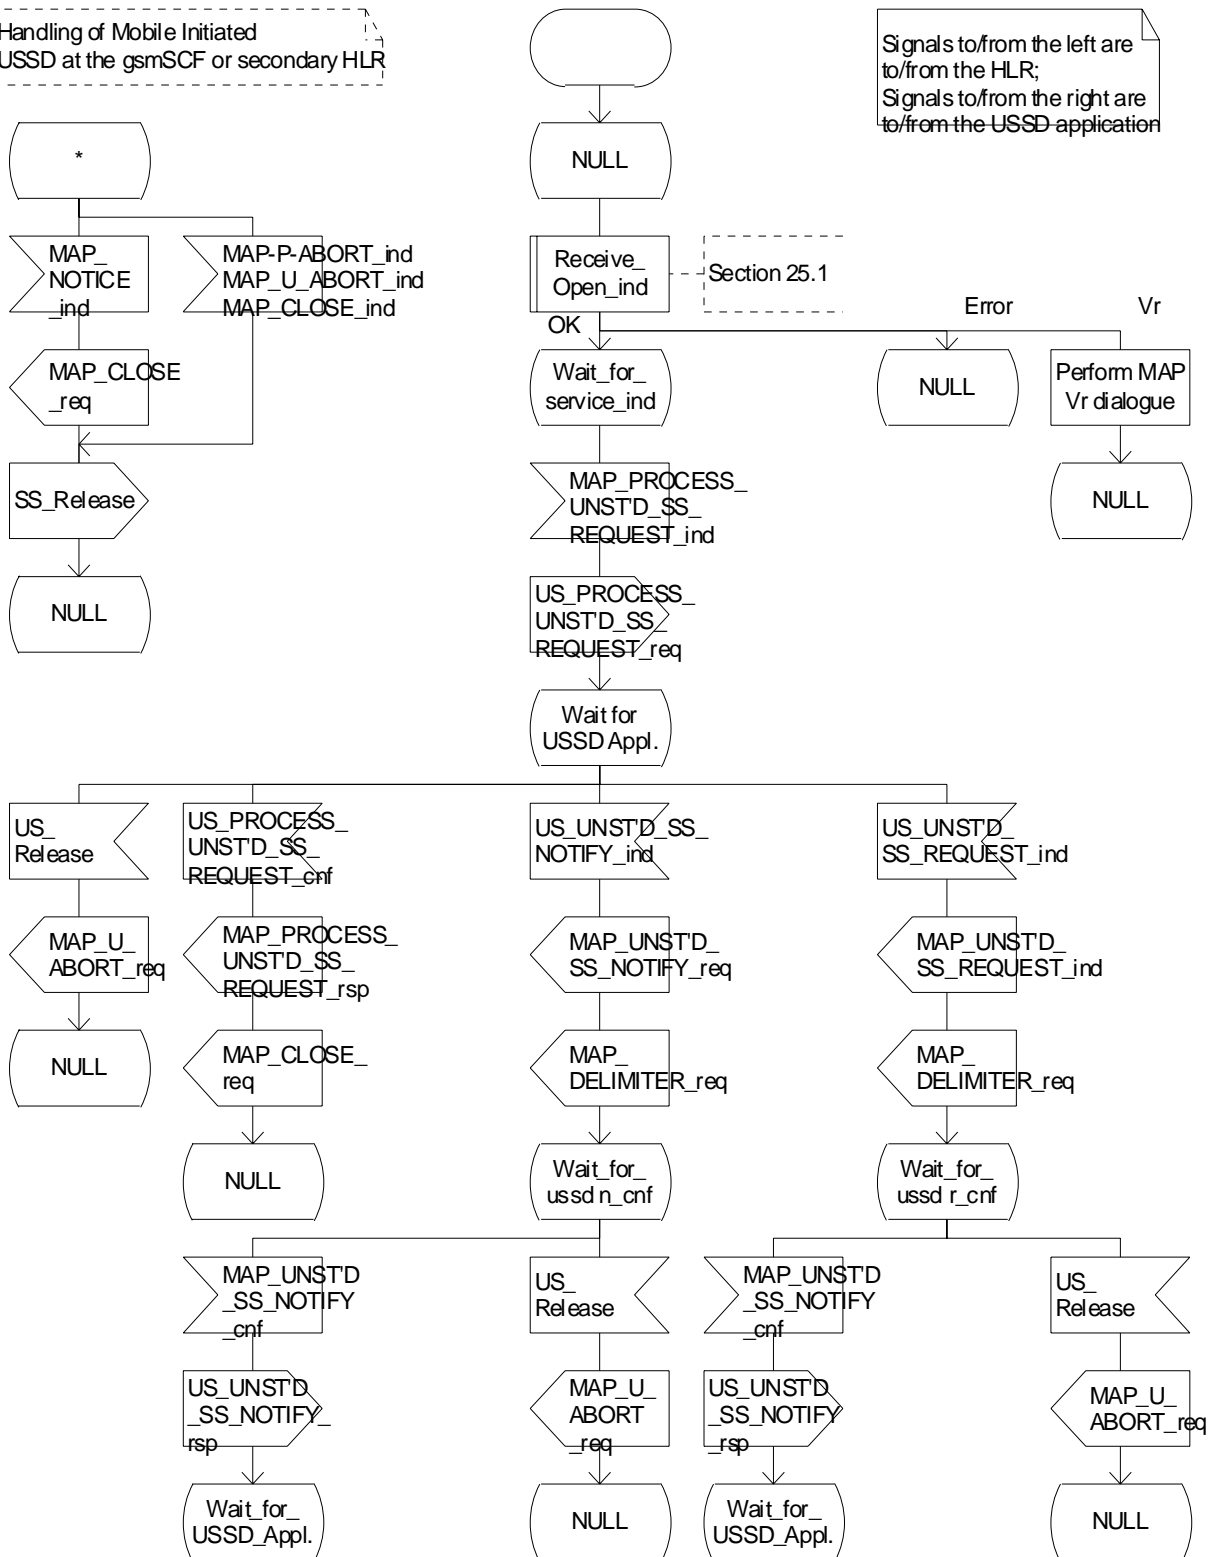 Handling of Mobile Initiated
USSD at the gsmSCF or secondary HLR
Signals to/from the left are
to/from the HLR;
Signals to/from the right are
to/from the USSD application
*
NULL
MAP_
NOTICE
_ind
MAP-P-ABORT_ind
MAP_U_ABORT_ind
MAP_CLOSE_ind
Receive_
Open_ind
Section 25.1
OK
Error
Vr
MAP_CLOSE
_req
Wait_for_
service_ind
NULL
Perform MAP
Vr dialogue
SS_Release
MAP_PROCESS_
UNST'D_SS_
REQUEST_ind
NULL
NULL
US_PROCESS_
UNST'D_SS_
REQUEST_req
Wait for
USSD Appl.
US_
Release
US_PROCESS_
UNST'D_SS_
REQUEST_cnf
US_UNST'D_SS_
NOTIFY_ind
US_UNST'D_
SS_REQUEST_ind
MAP_U_
ABORT_req
MAP_PROCESS_
UNST'D_SS_
REQUEST_rsp
MAP_UNST'D_
SS_NOTIFY_req
MAP_UNST'D_
SS_REQUEST_ind
NULL
MAP_CLOSE_
req
MAP_
DELIMITER_req
MAP_
DELIMITER_req
NULL
Wait_for_
ussd n_cnf
Wait_for_
ussd r_cnf
MAP_UNST'D
_SS_NOTIFY
_cnf
US_
Release
MAP_UNST'D
_SS_NOTIFY
_cnf
US_
Release
US_UNST'D
_SS_NOTIFY_
rsp
MAP_U_
ABORT
_req
US_UNST'D
_SS_NOTIFY
_rsp
MAP_U_
ABORT_req
Wait_for_
USSD_Appl.
NULL
Wait_for_
USSD_Appl.
NULL